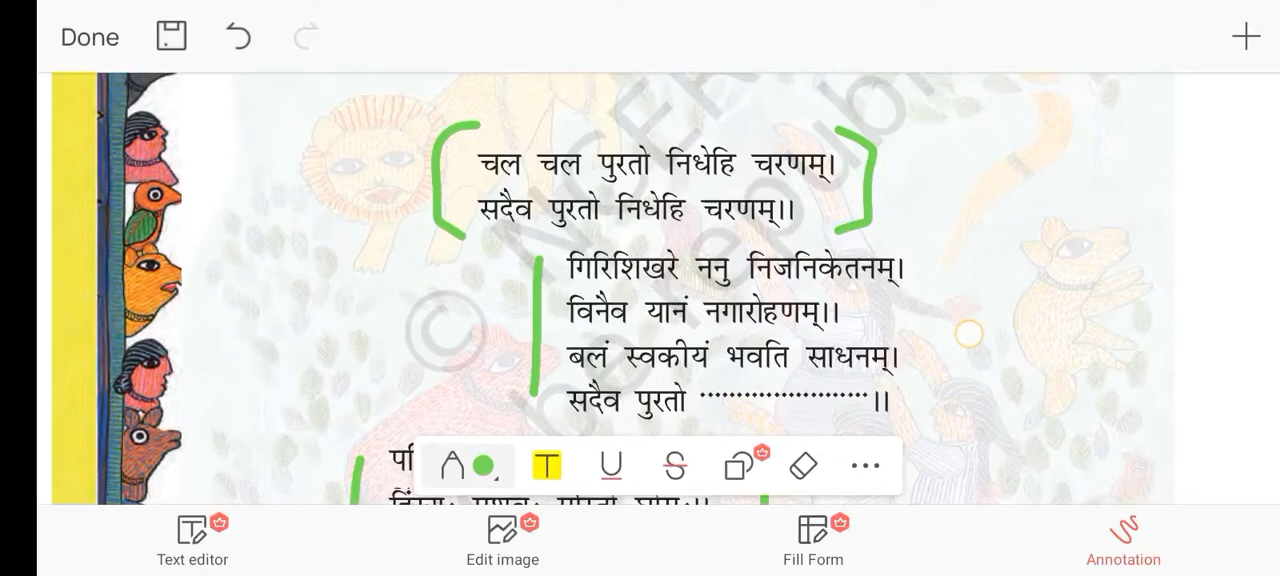 Done
चल चल पुरतो निधेहि चरणम्।
सदैव पुरतो निधेहि चरणम्।।
गिरिशिखरे ननु निजनिकेतनम्।
विनैव यानं नगारोहणम्।।
बलं स्वकीयं भवति साधनम्।
सदैव पुरतो ························ ।।
Text editor
Edit image
Fill Form
Annotation